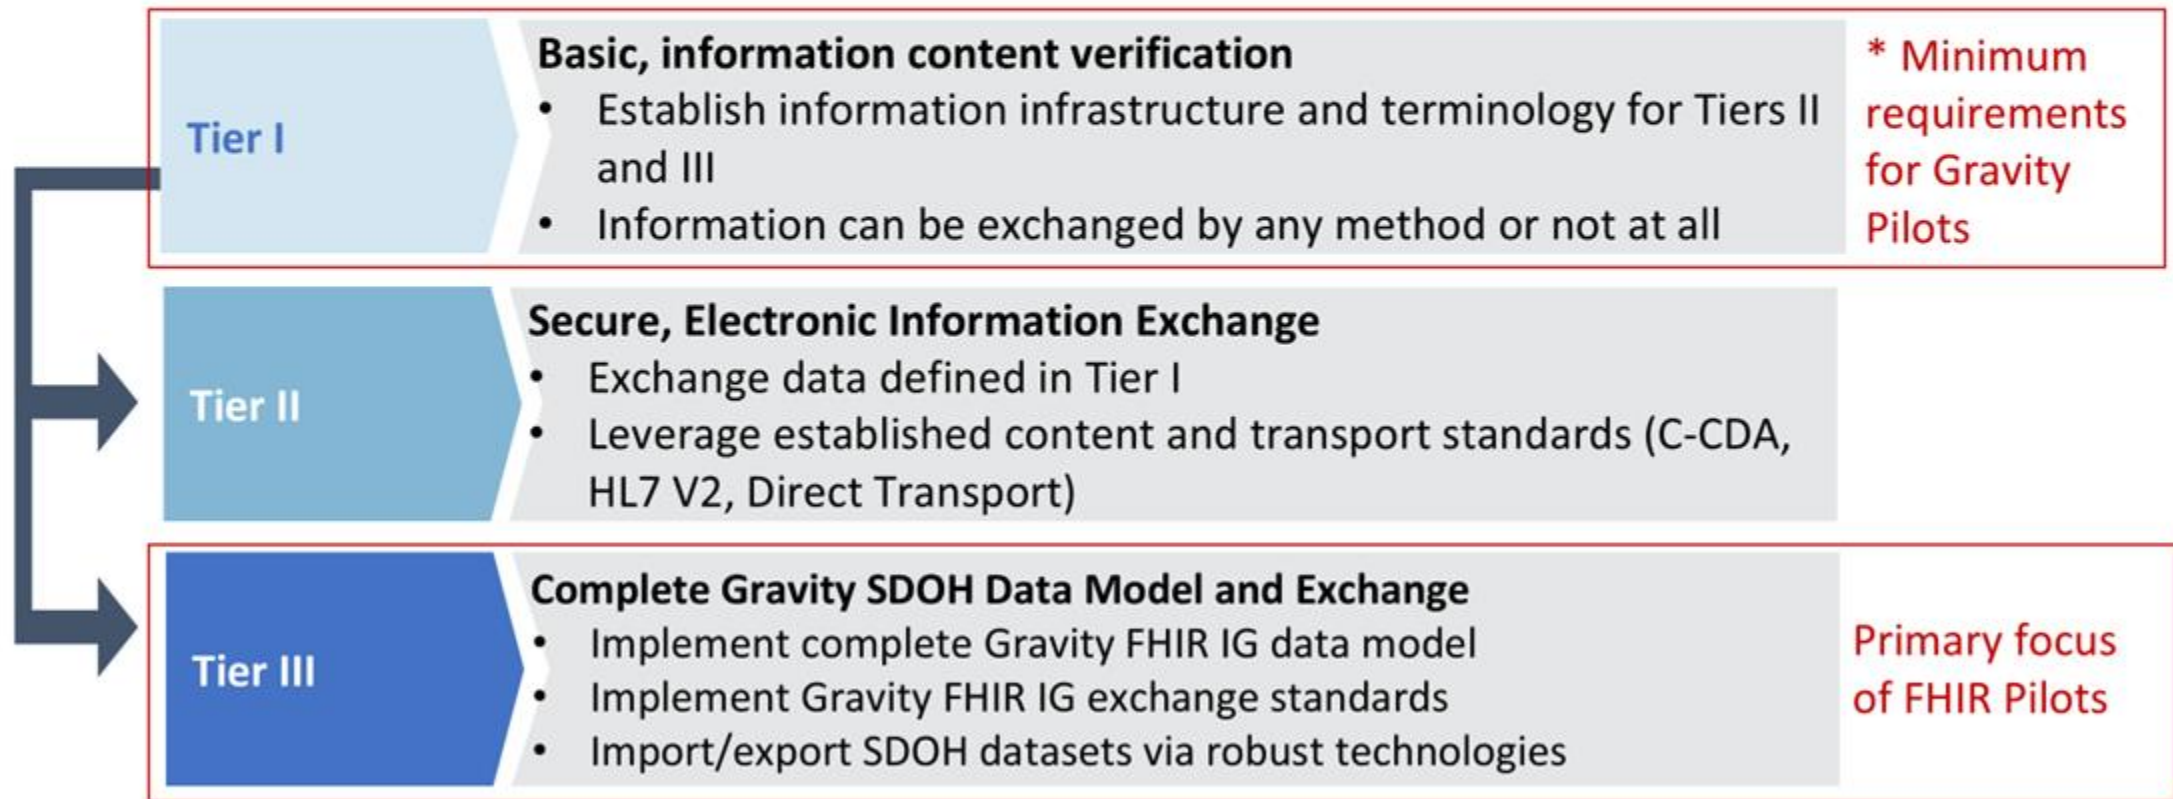 Tier I
Basic, information content verification
• Establish information infrastructure and terminology for Tiers II
and III
• Information can be exchanged by any method or not at all
* Minimum
requirements
for Gravity
Pilots
Tier II
Secure, Electronic Information Exchange
• Exchange data defined in Tier I
• Leverage established content and transport standards (C-CDA,
HL7 V2, Direct Transport)
Tier III
Complete Gravity SDOH Data Model and Exchange
• Implement complete Gravity FHIR IG data model
• Implement Gravity FHIR IG exchange standards
• Import/export SDOH datasets via robust technologies
Primary focus
of FHIR Pilots